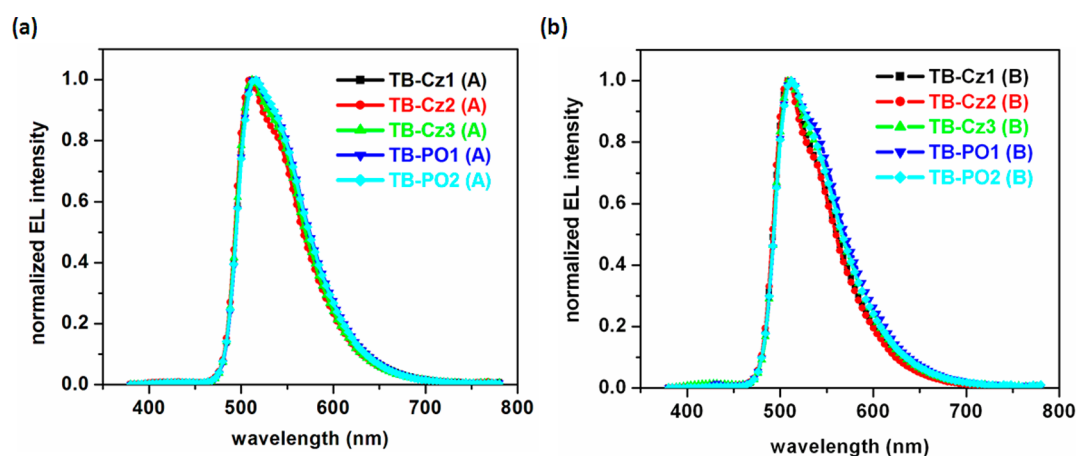 (a)
normalized EL intensity
1.0
0.8
0.6
0.4
0.2
0.0
TB-Cz1 (A)
TB-Cz2 (A)
TB-Cz3 (A)
TB-PO1 (A)
TB-PO2 (A)
400 500 600 700 800
wavelength (nm)
(b)
normalized EL intensity
1.0
0.8
0.6
0.4
0.2
0.0
TB-Cz1 (B)
TB-Cz2 (B)
TB-Cz3 (B)
TB-PO1 (B)
TB-PO2 (B)
400 500 600 700 800
wavelength (nm)